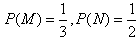 P(M) = 1/3, P(N) = 1/2